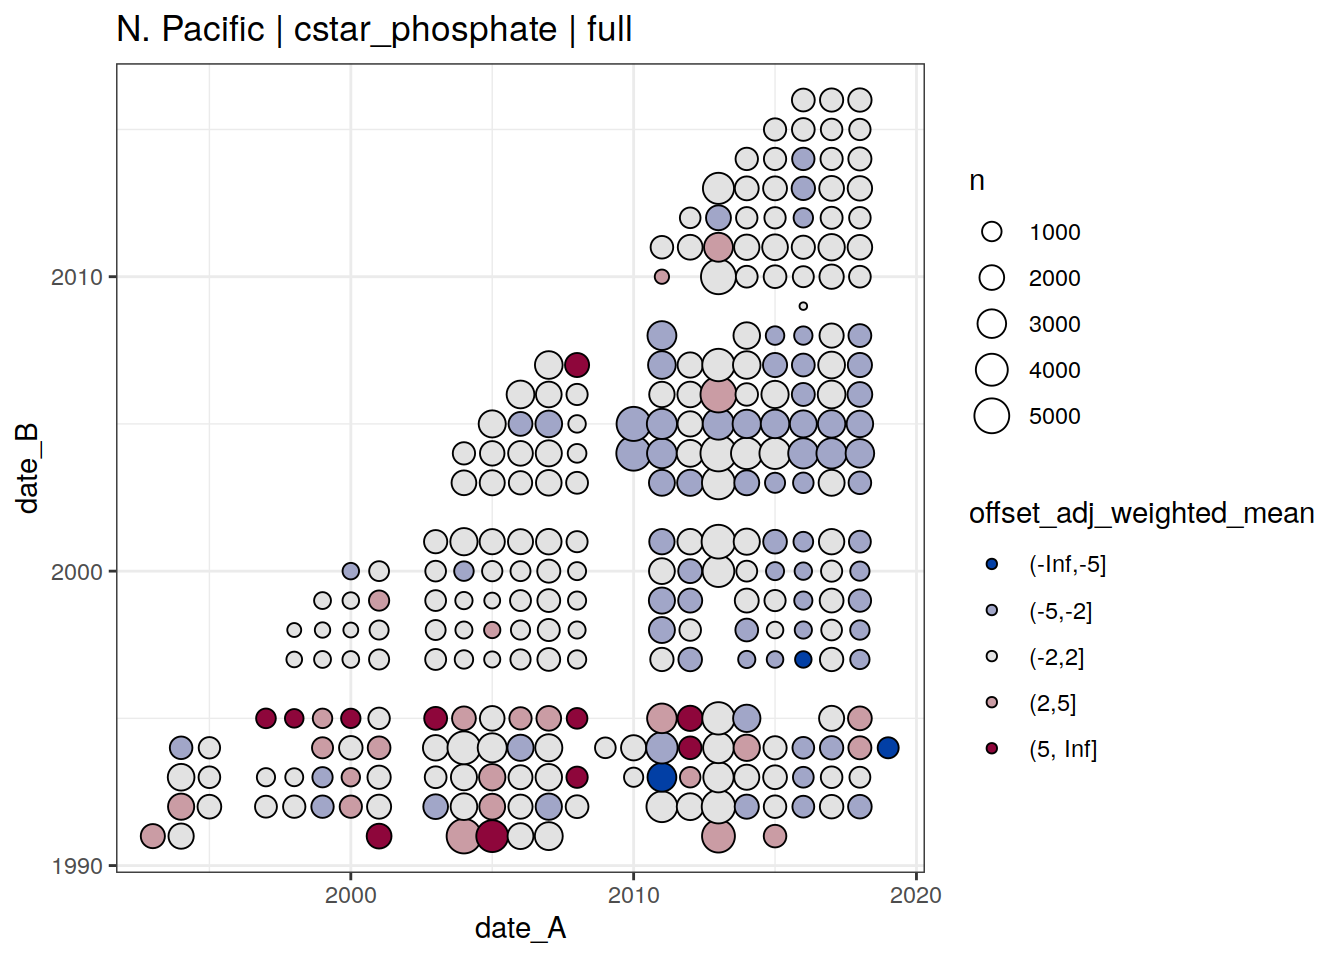 N. Pacific | cstar_phosphate | full
n
1000
2000
3000
4000
5000
offset_adj_weighted_mean
(-Inf,-5]
(-5,-2]
(-2,2]
(2,5]
(5, Inf]
date_B
2010
2000
1990
2000
2010
2020
date_A